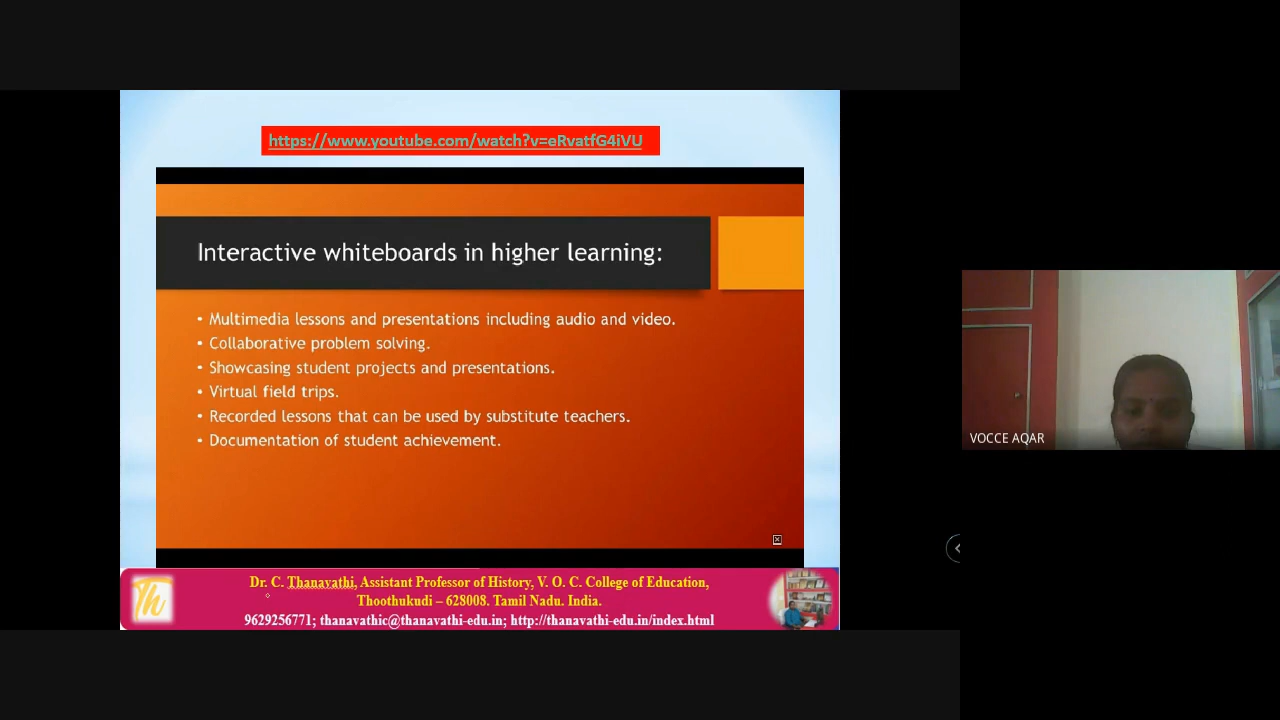 https://www.youtube.com/watch?v=eRvatfG4iVU
Interactive whiteboards in higher learning:
• Multimedia lessons and presentations including audio and video.
• Collaborative problem solving.
• Showcasing student projects and presentations.
• Virtual field trips.
• Recorded lessons that can be used by substitute teachers.
• Documentation of student achievement.
Th
Dr. C. Thanavathi, Assistant Professor of History, V. O. C. College of Education,
Thoothukudi – 628008. Tamil Nadu. India.
9629256771; thanavathic@thanavathi-edu.in; http://thanavathi-edu.in/index.html
VOCCE AQAR